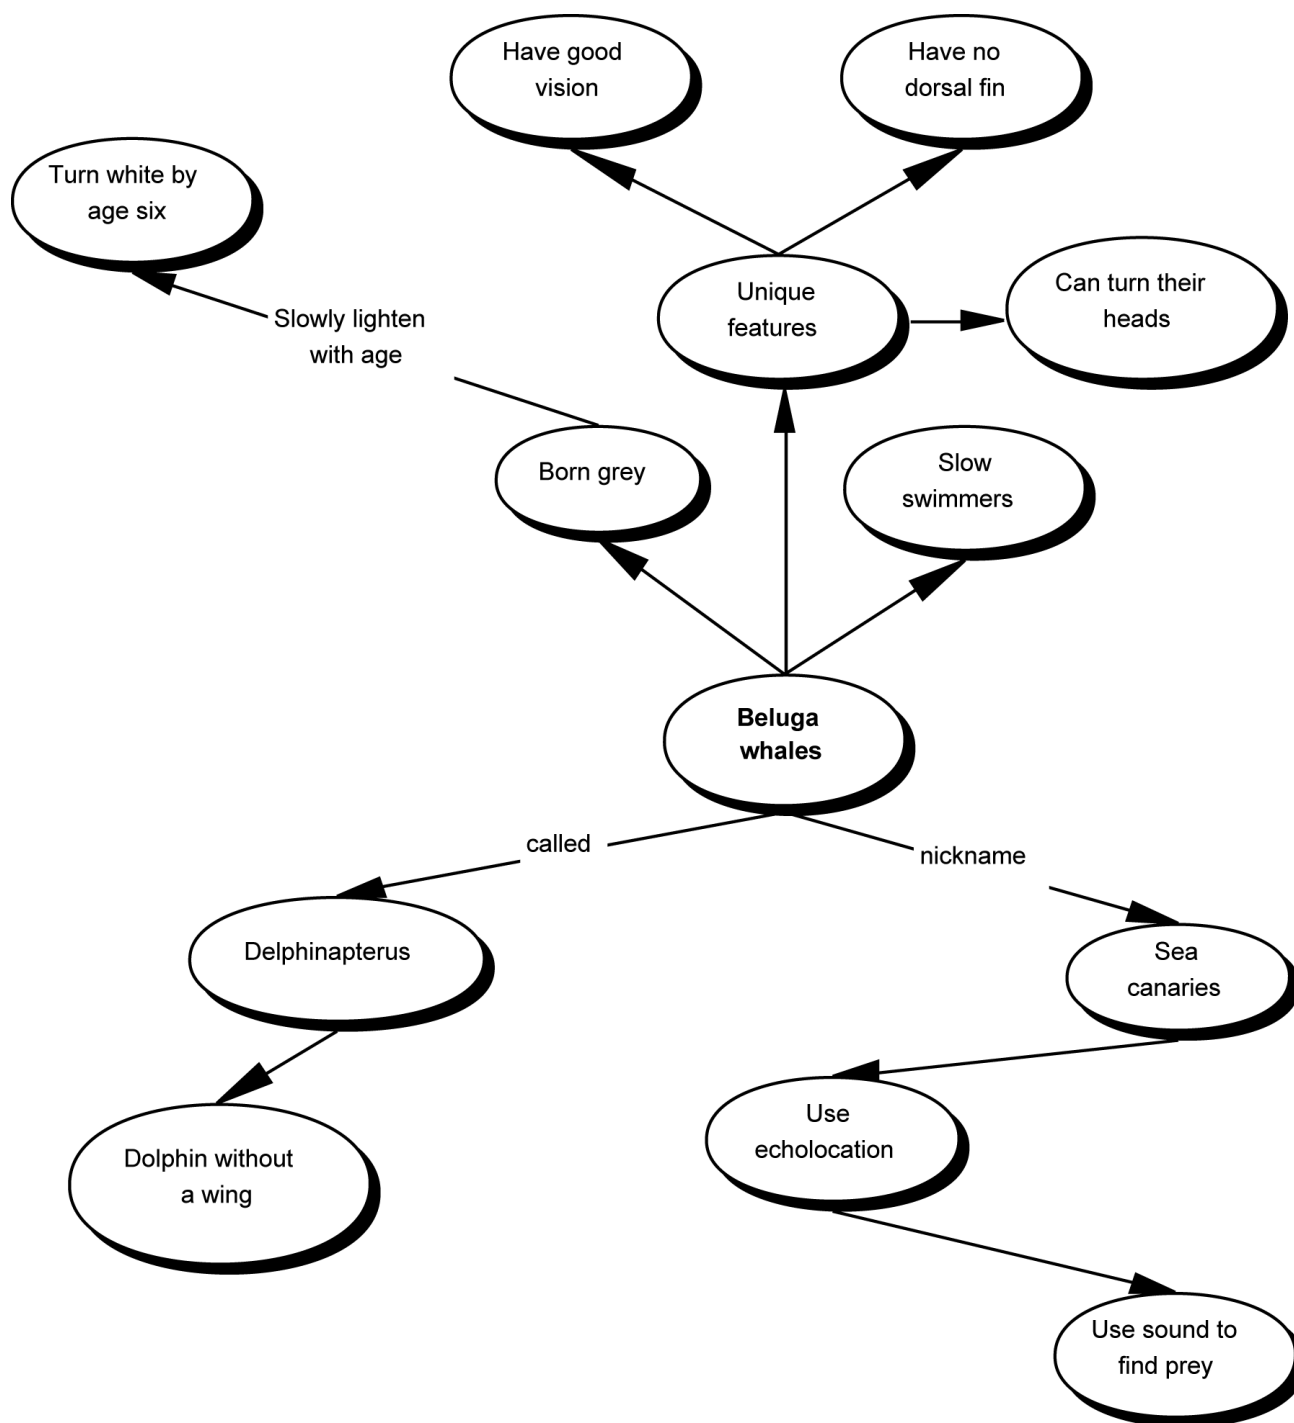 Have good
vision
Have no
dorsal fin
Turn white by
age six
Unique
features
Can turn their
heads
Slowly lighten
with age
Born grey
Slow
swimmers
Beluga
whales
called
nickname
Delphinapterus
Sea
canaries
Use
echolocation
Dolphin without
a wing
Use sound to
find prey